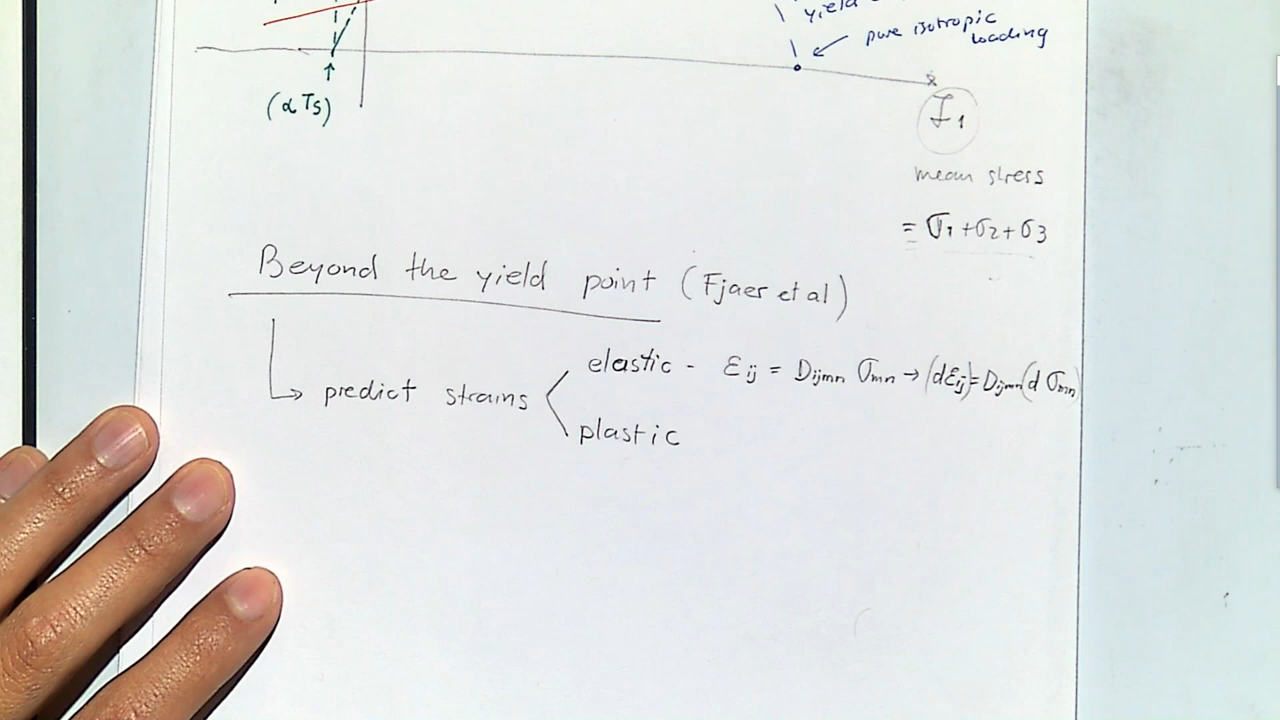 yield
pure isotropic
loading
(αTs)
I₁
mean stress
= σ₁+σ₂+σ₃
Beyond the yield point (Fjaer et al)
elastic - εij = Dijmn σmn → (dεij)=Dijmn(dσmn)
predict strains
plastic